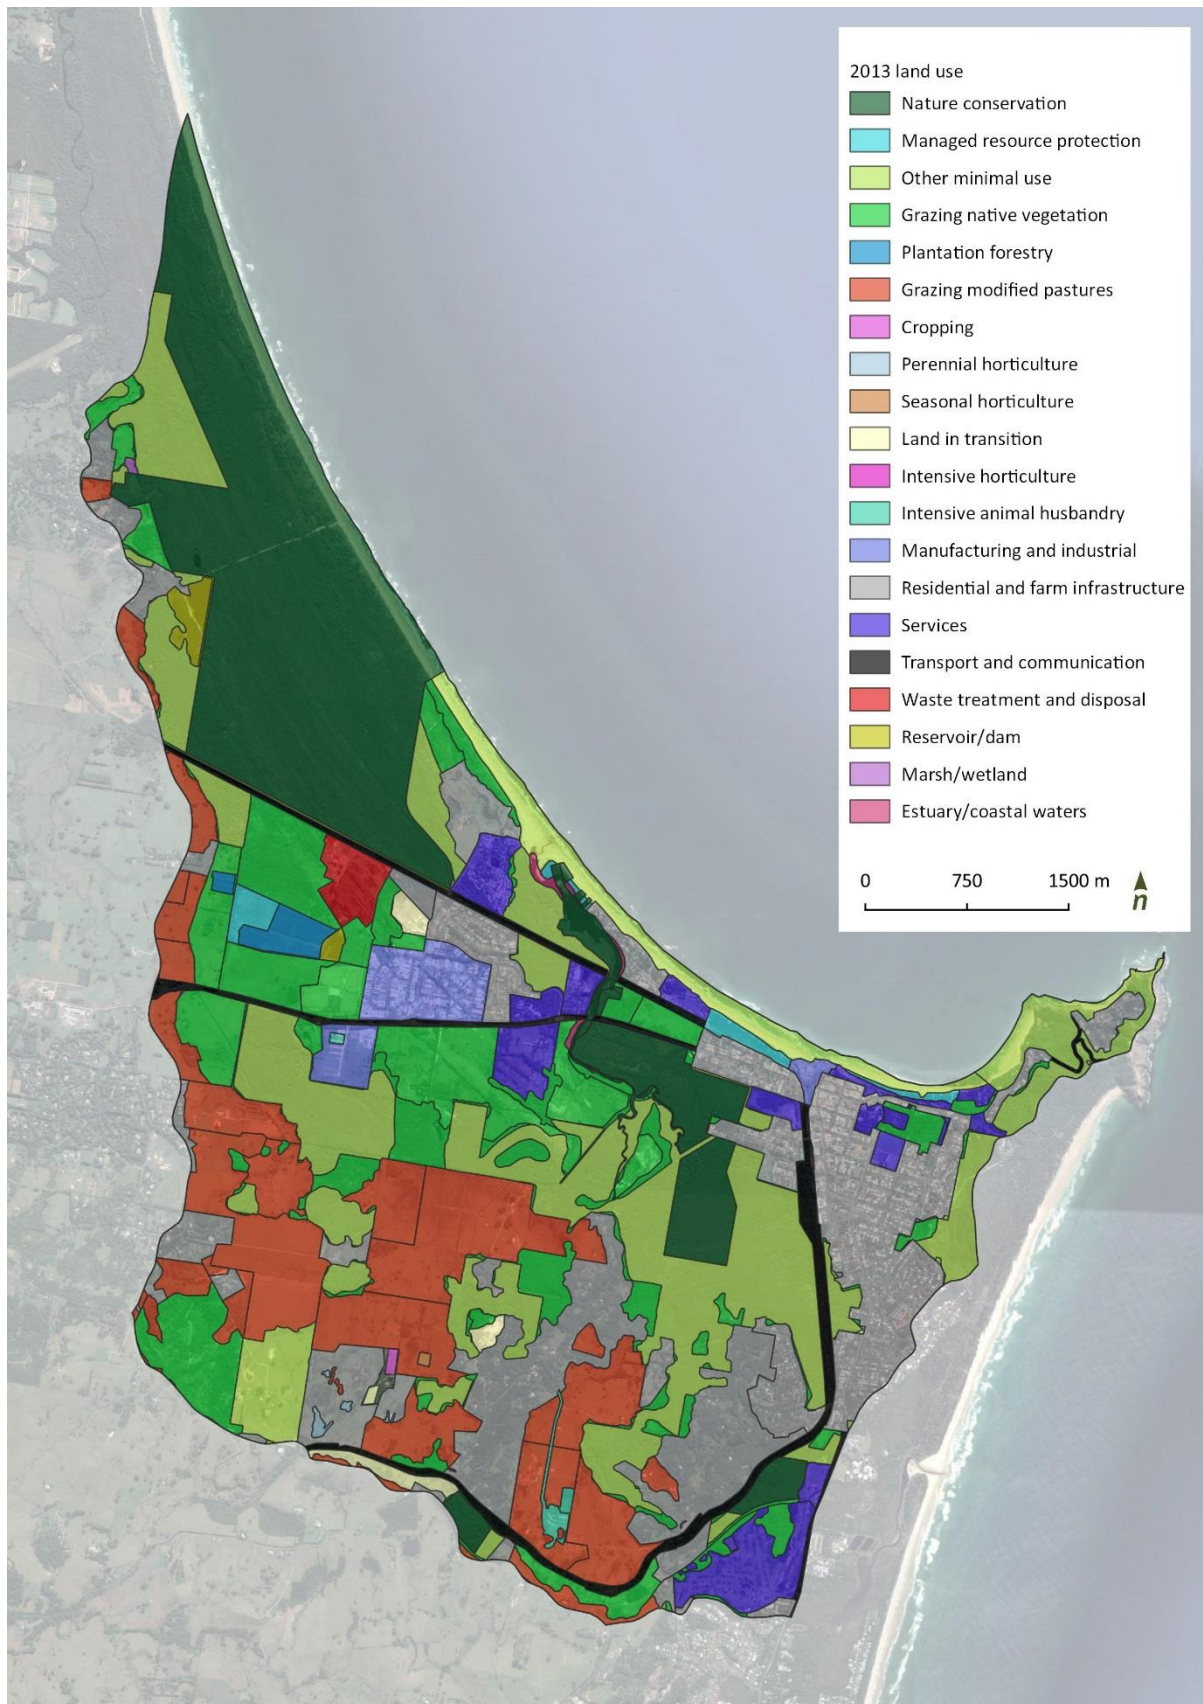 2013 land use
Nature conservation
Managed resource protection
Other minimal use
Grazing native vegetation
Plantation forestry
Grazing modified pastures
Cropping
Perennial horticulture
Seasonal horticulture
Land in transition
Intensive horticulture
Intensive animal husbandry
Manufacturing and industrial
Residential and farm infrastructure
Services
Transport and communication
Waste treatment and disposal
Reservoir/dam
Marsh/wetland
Estuary/coastal waters
0 750 1500 m
n